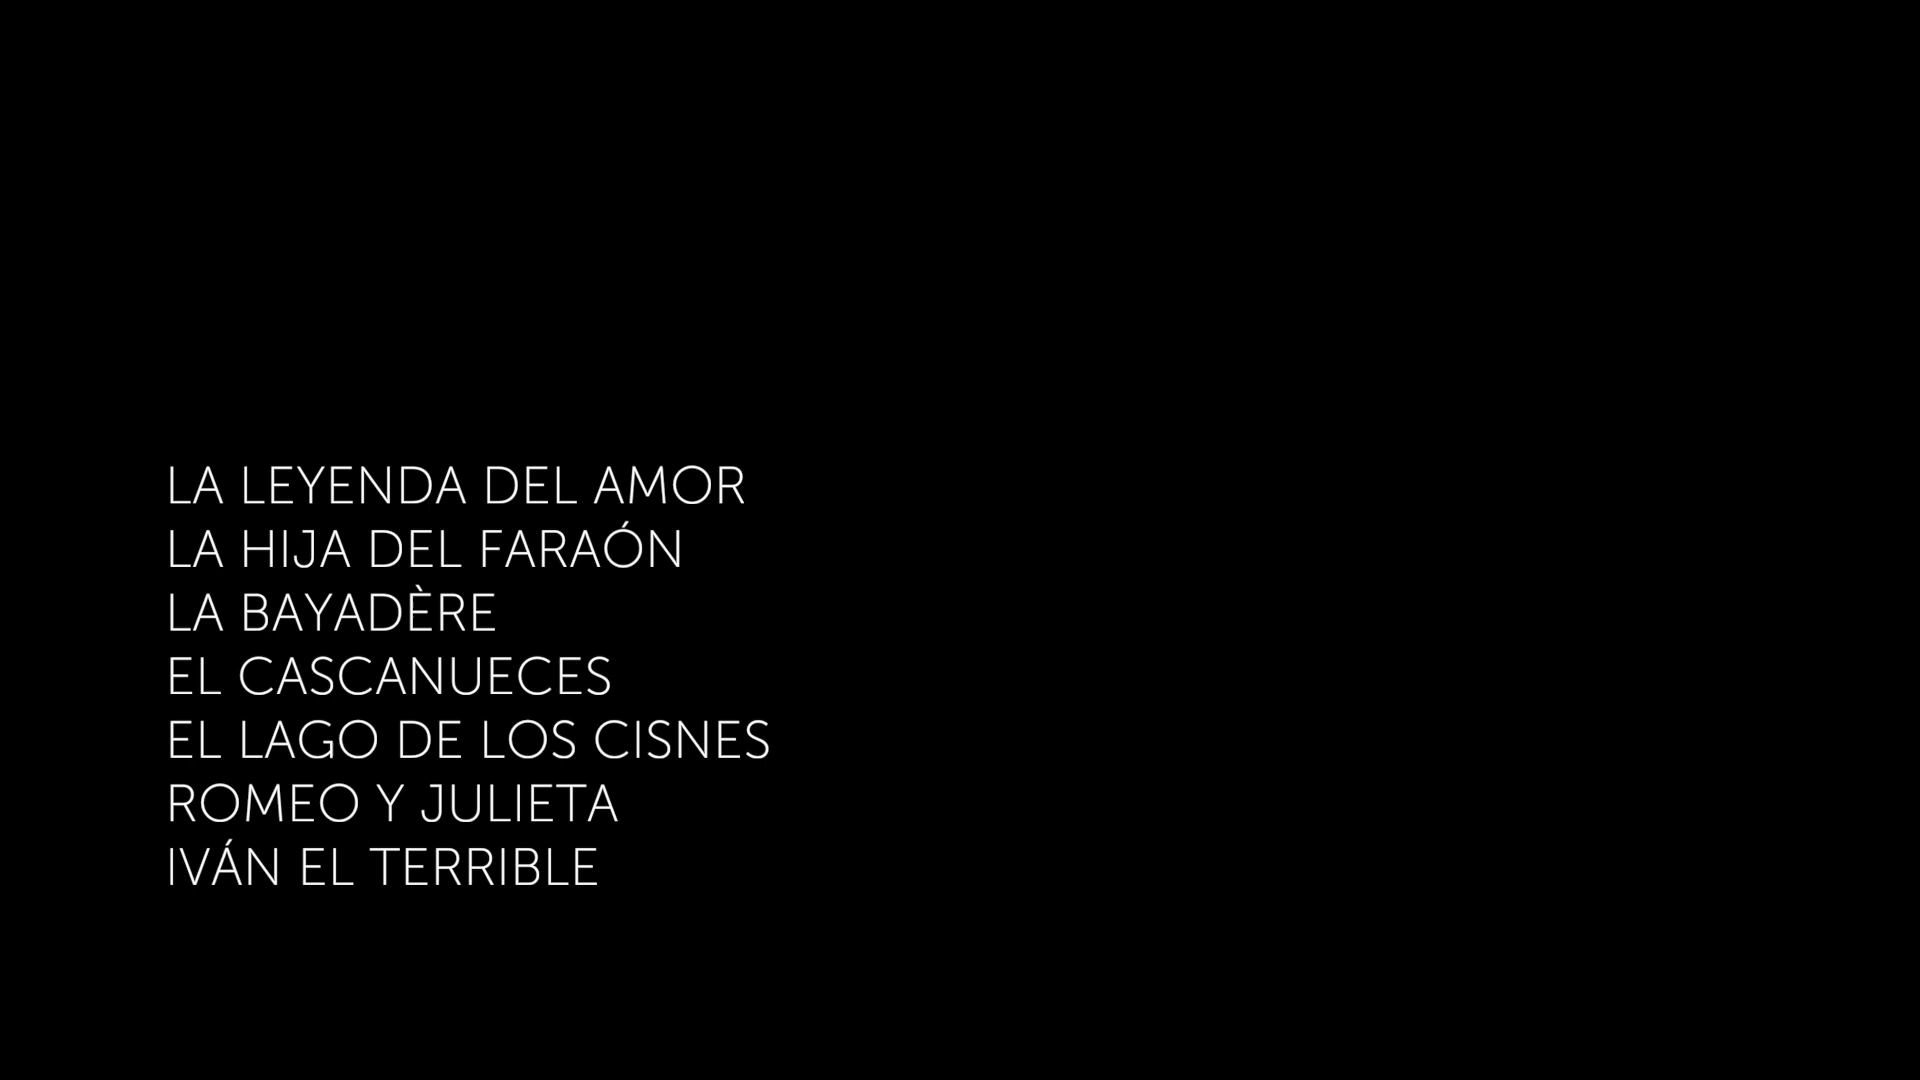 LA LEYENDA DEL AMOR
LA HIJA DEL FARAÓN
LA BAYADÈRE
EL CASCANUECES
EL LAGO DE LOS CISNES
ROMEO Y JULIETA
IVÁN EL TERRIBLE